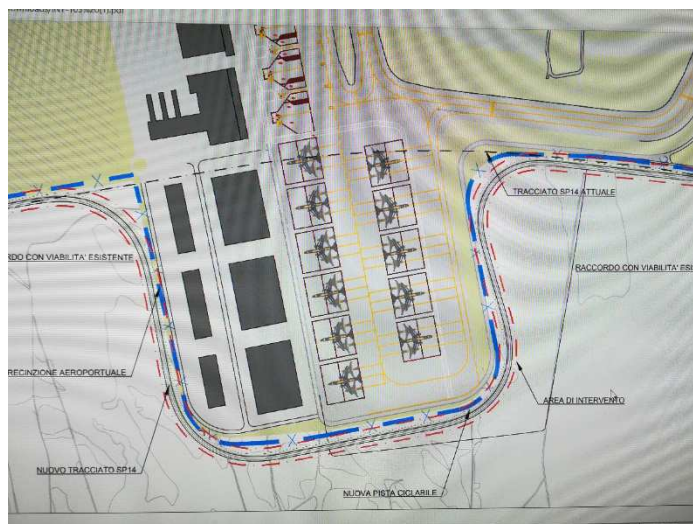 TRACCIATO SP14 ATTUALE
RDO CON VIABILITA' ESISTENTE
RACCORDO CON VIABILITA' ESI
RECINZIONE AEROPORTUALE
AREA DI INTERVENTO
NUOVO TRACCIATO SP14
NUOVA PISTA CICLABILE